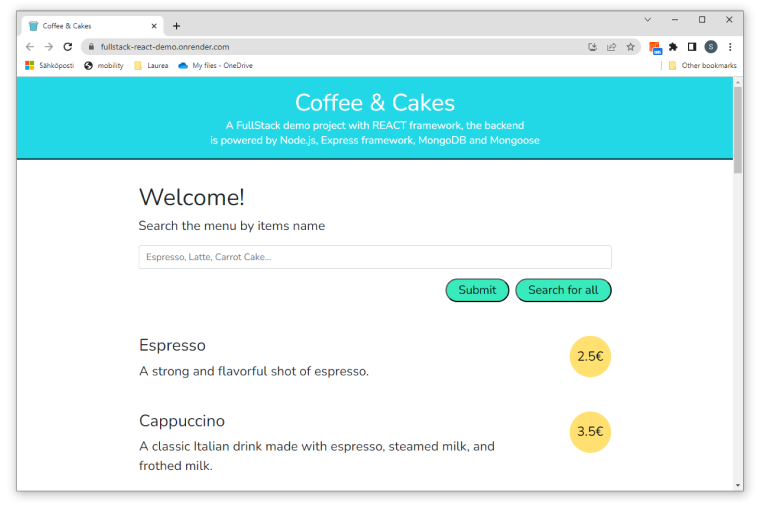 Coffee & Cakes
fullstack-react-demo.onrender.com
S
Sähköposti
mobility
Laurea
My files - OneDrive
Other bookmarks
Coffee & Cakes
A FullStack demo project with REACT framework, the backend
is powered by Node.js, Express framework, MongoDB and Mongoose
Welcome!
Search the menu by items name
Espresso, Latte, Carrot Cake...
Submit
Search for all
Espresso
2.5€
A strong and flavorful shot of espresso.
Cappuccino
3.5€
A classic Italian drink made with espresso, steamed milk, and
frothed milk.